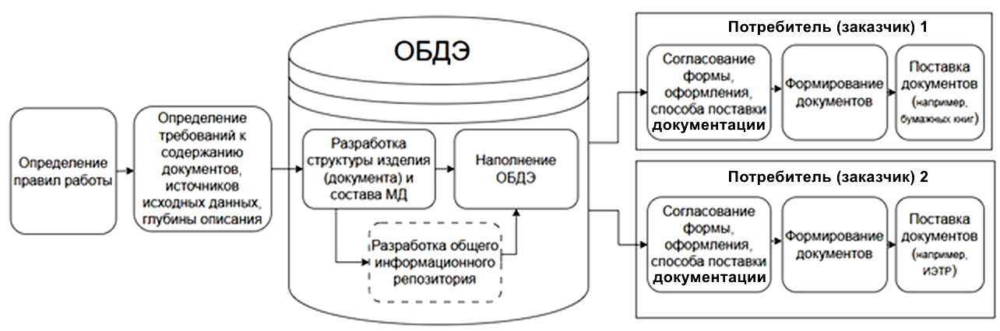 Определение
правил работы
Определение
требований к
содержанию
документов,
источников
исходных данных,
глубины описания
ОБДЭ
Разработка
структуры изделия
(документа) и
состава МД
Наполнение
ОБДЭ
Разработка общего
информационного
репозитория
Потребитель (заказчик) 1
Согласование
формы,
оформления,
способа поставки
документации
Формирование
документов
Поставка
документов
(например,
бумажных книг)
Потребитель (заказчик) 2
Согласование
формы,
оформления,
способа поставки
документации
Формирование
документов
Поставка
документов
(например,
ИЭТР)